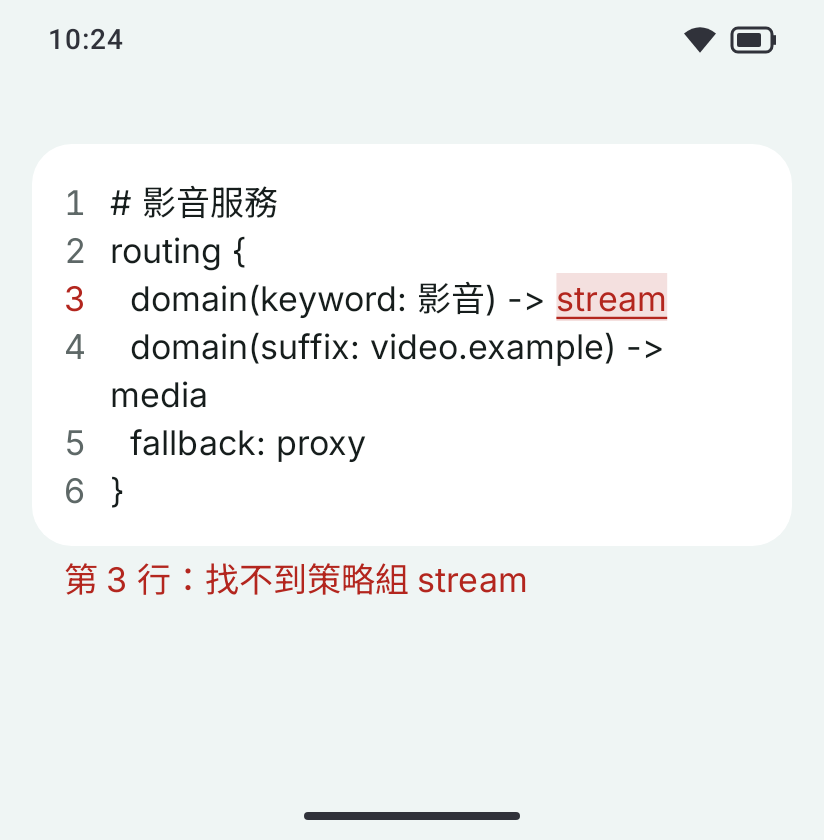 10:24
1 # 影音服務
2 routing {
3   domain(keyword: 影音) -> stream
4   domain(suffix: video.example) ->
media
5   fallback: proxy
6 }
第 3 行：找不到策略組 stream